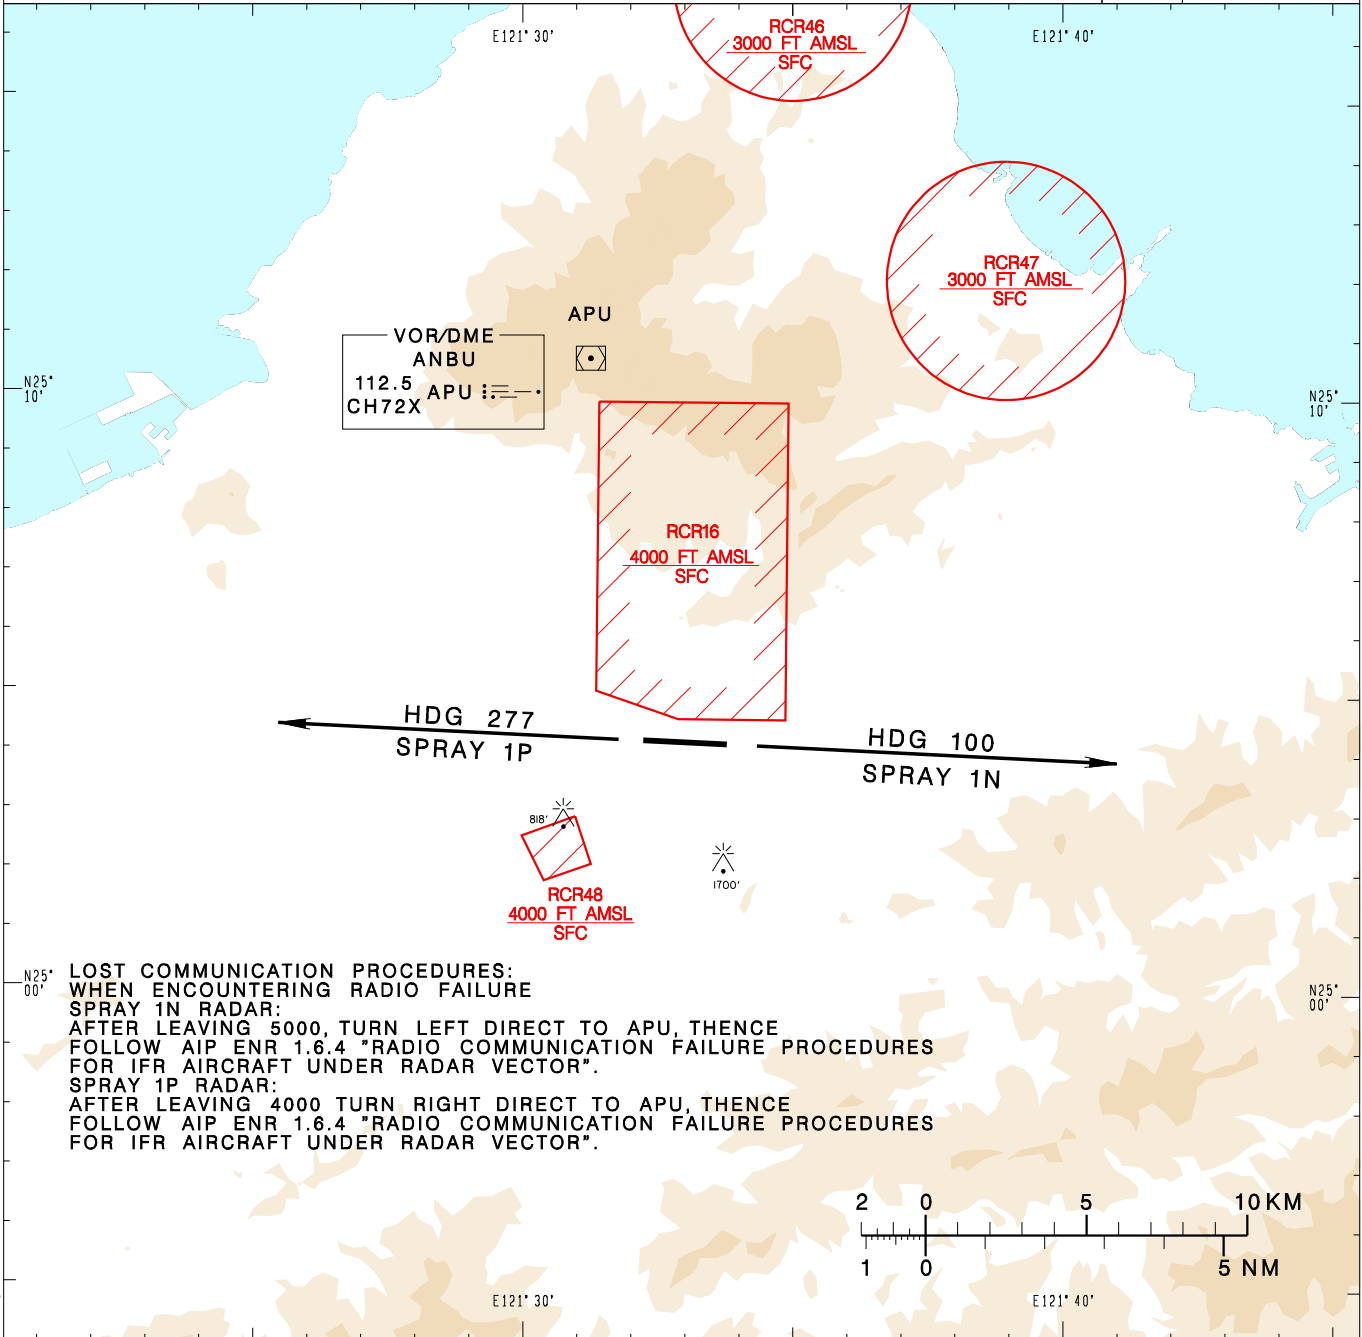 RCR46
3000 FT AMSL
SFC
E121° 30'
E121° 40'
RCR47
3000 FT AMSL
SFC
APU
VOR/DME
ANBU
112.5
APU
CH72X
N25°
10'
N25°
10'
RCR16
4000 FT AMSL
SFC
HDG 277
SPRAY 1P
HDG 100
SPRAY 1N
818'
1700'
RCR48
4000 FT AMSL
SFC
N25°
00'
N25°
00'
LOST COMMUNICATION PROCEDURES:
WHEN ENCOUNTERING RADIO FAILURE
SPRAY 1N RADAR:
AFTER LEAVING 5000, TURN LEFT DIRECT TO APU, THENCE
FOLLOW AIP ENR 1.6.4 "RADIO COMMUNICATION FAILURE PROCEDURES
FOR IFR AIRCRAFT UNDER RADAR VECTOR".
SPRAY 1P RADAR:
AFTER LEAVING 4000 TURN RIGHT DIRECT TO APU, THENCE
FOLLOW AIP ENR 1.6.4 "RADIO COMMUNICATION FAILURE PROCEDURES
FOR IFR AIRCRAFT UNDER RADAR VECTOR".
2 0 5 10 KM
1 0 5 NM
E121° 30'
E121° 40'